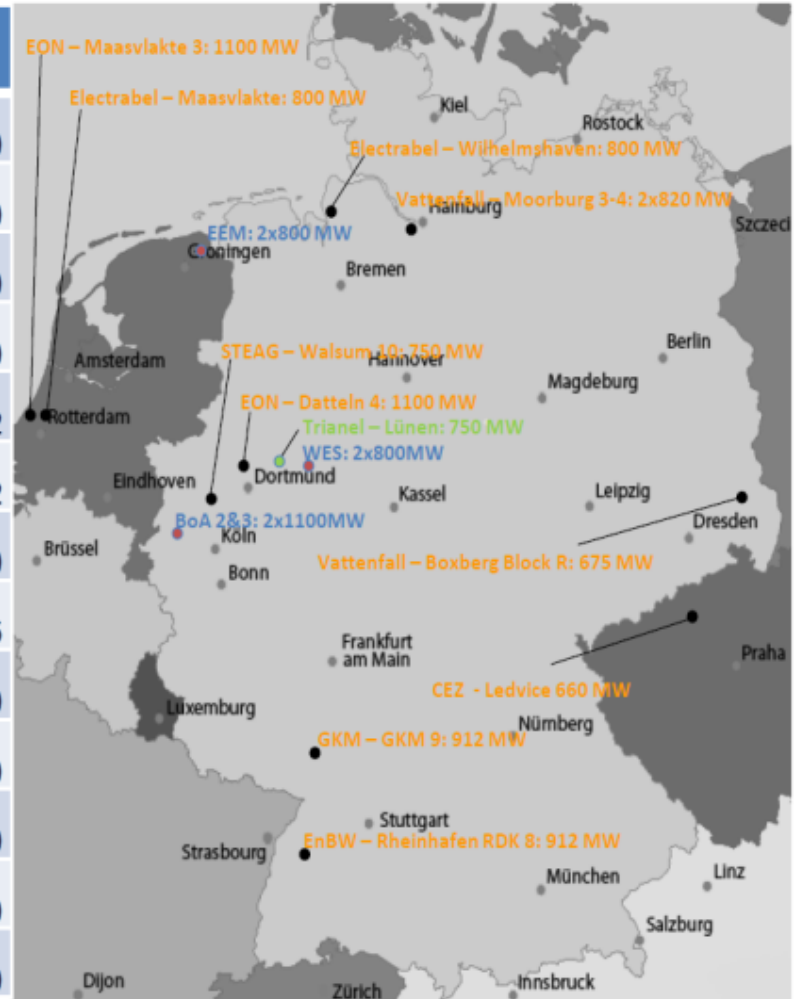 EON – Maasvlakte 3: 1100 MW
Electrabel – Maasvlakte: 800 MW
Kiel
Rostock
Electrabel – Wilhelmshaven: 800 MW
Vattenfall – Moorburg 3-4: 2x820 MW
Hamburg
Szczeci
EEM: 2x800 MW
Groningen
Bremen
Berlin
STEAG – Walsum 10: 750 MW
Hannover
Amsterdam
Magdeburg
EON – Datteln 4: 1100 MW
Rotterdam
Trianel – Lünen: 750 MW
WES: 2x800MW
Eindhoven
Dortmund
Kassel
Leipzig
BoA 2&3: 2x1100MW
Dresden
Köln
Brüssel
Vattenfall – Boxberg Block R: 675 MW
Bonn
Frankfurt
am Main
Praha
CEZ - Ledvice 660 MW
Luxemburg
Nürnberg
GKM – GKM 9: 912 MW
Stuttgart
EnBW – Rheinhafen RDK 8: 912 MW
Strasbourg
München
Linz
Salzburg
Dijon
Zürich
Innsbruck